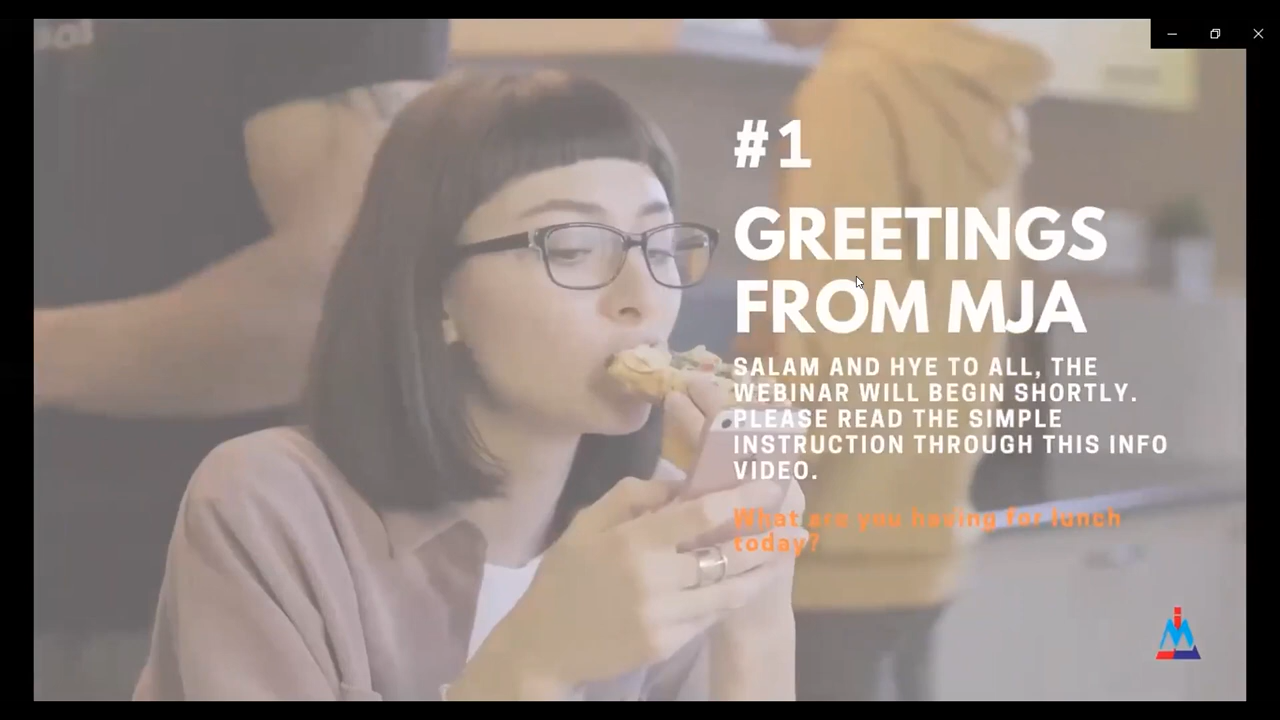 #1
GREETINGS
FROM MJA
SALAM AND HYE TO ALL, THE
WEBINAR WILL BEGIN SHORTLY.
PLEASE READ THE SIMPLE
INSTRUCTION THROUGH THIS INFO
VIDEO.
What are you having for lunch
today?